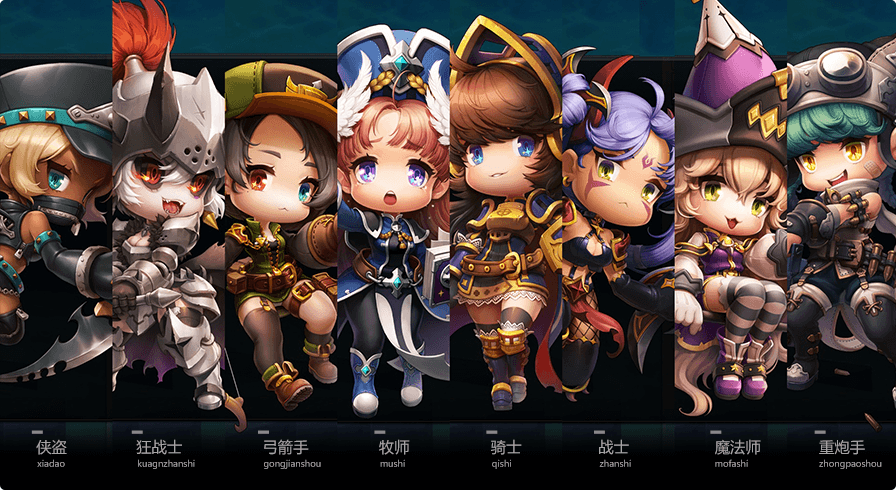 侠盗
xiadao
狂战士
kuagnzhanshi
弓箭手
gongjianshou
牧师
mushi
骑士
qishi
战士
zhanshi
魔法师
mofashi
重炮手
zhongpaoshou